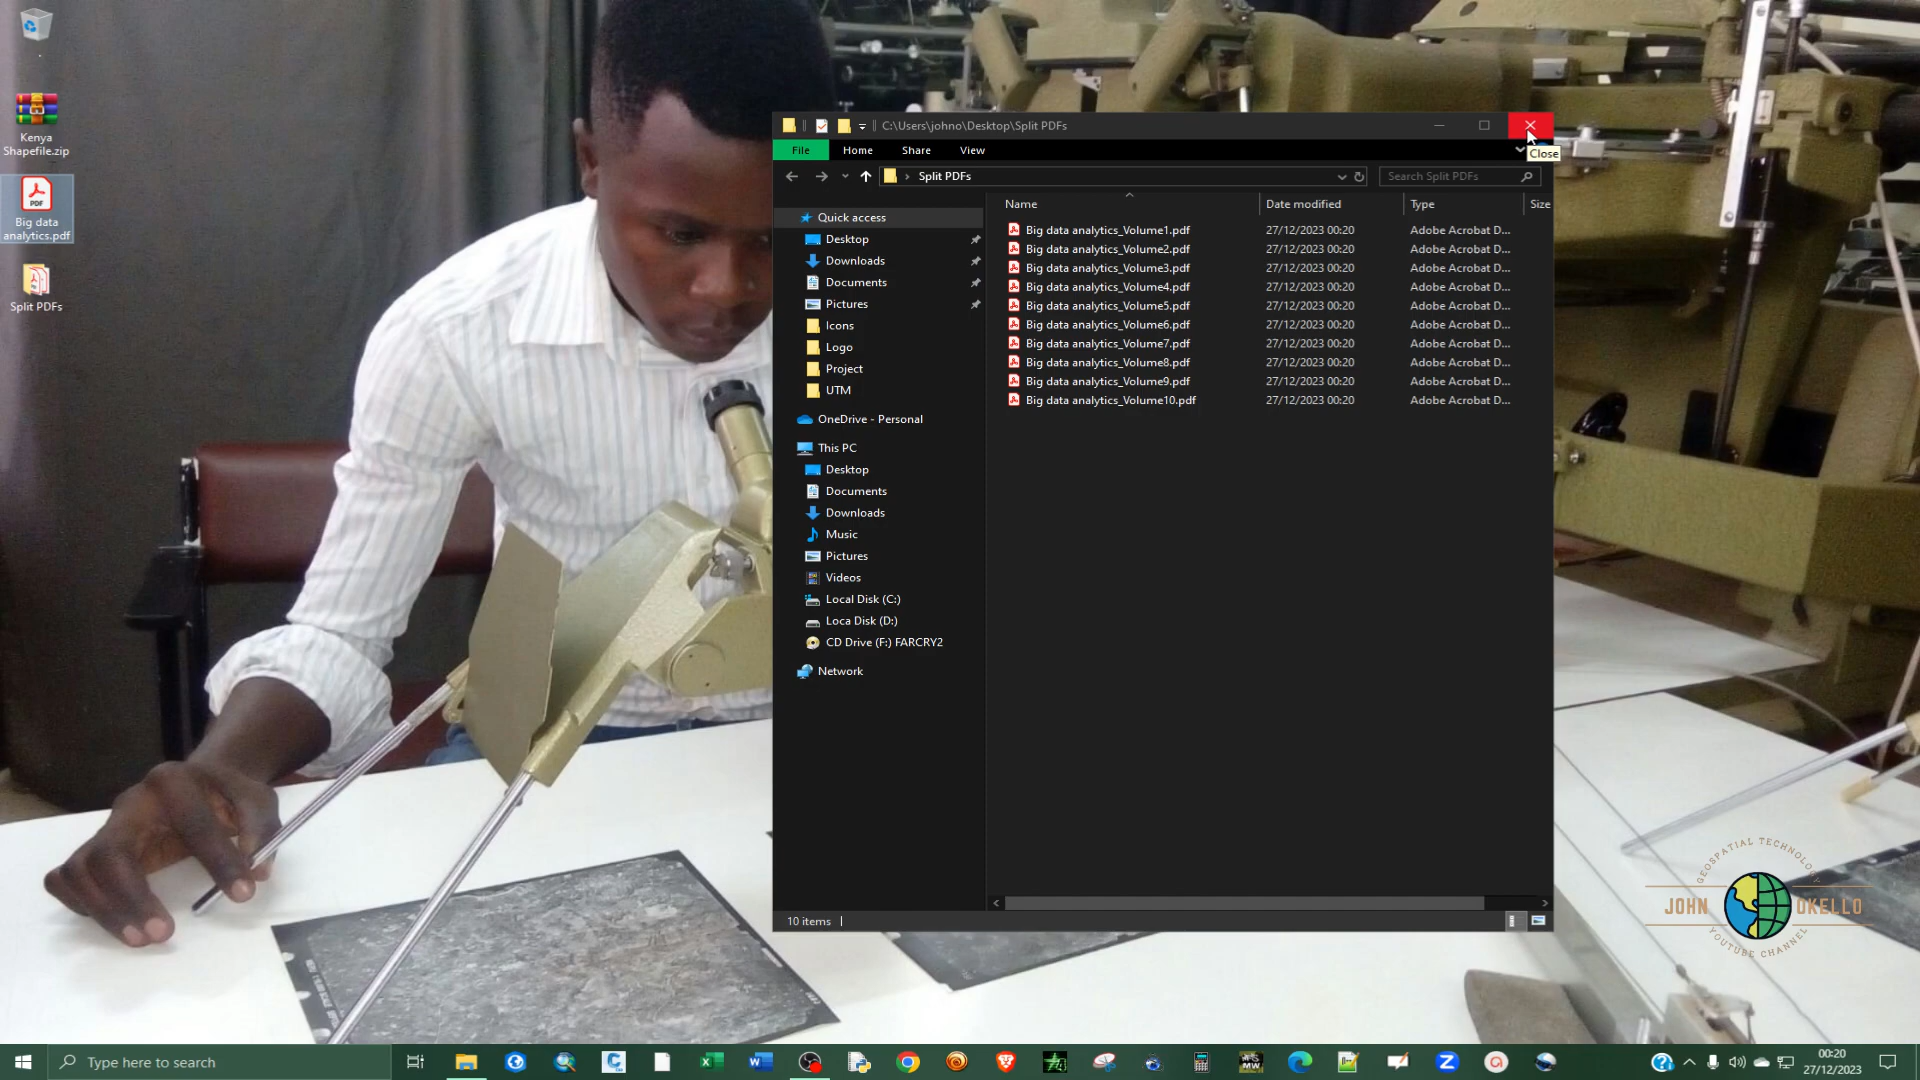 Kenya
Shapefile.zip
PDF
Big data
analytics.pdf
Split PDFs
C:\Users\johno\Desktop\Split PDFs
Close
File
Home
Share
View
Split PDFs
Search Split PDFs
Name
Date modified
Type
Size
Quick access
Desktop
Downloads
Documents
Pictures
Icons
Logo
Project
UTM
OneDrive - Personal
This PC
Desktop
Documents
Downloads
Music
Pictures
Videos
Local Disk (C:)
Loca Disk (D:)
CD Drive (F:) FARCRY2
Network
Big data analytics_Volume1.pdf 27/12/2023 00:20 Adobe Acrobat D...
Big data analytics_Volume2.pdf 27/12/2023 00:20 Adobe Acrobat D...
Big data analytics_Volume3.pdf 27/12/2023 00:20 Adobe Acrobat D...
Big data analytics_Volume4.pdf 27/12/2023 00:20 Adobe Acrobat D...
Big data analytics_Volume5.pdf 27/12/2023 00:20 Adobe Acrobat D...
Big data analytics_Volume6.pdf 27/12/2023 00:20 Adobe Acrobat D...
Big data analytics_Volume7.pdf 27/12/2023 00:20 Adobe Acrobat D...
Big data analytics_Volume8.pdf 27/12/2023 00:20 Adobe Acrobat D...
Big data analytics_Volume9.pdf 27/12/2023 00:20 Adobe Acrobat D...
Big data analytics_Volume10.pdf 27/12/2023 00:20 Adobe Acrobat D...
10 items
GEOSPATIAL TECHNOLOGY
JOHN OKELLO
YOUTUBE CHANNEL
Type here to search
00:20
27/12/2023